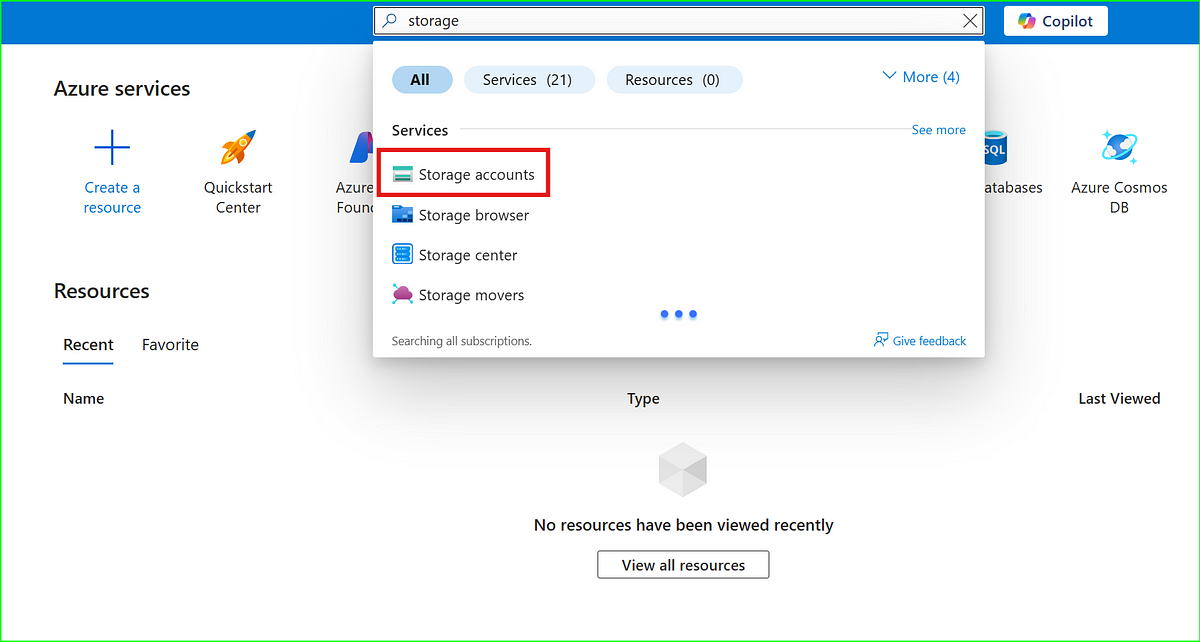 storage
Copilot
All
Services (21)
Resources (0)
More (4)
Services
See more
Storage accounts
Storage browser
Storage center
Storage movers
Searching all subscriptions.
Give feedback
Azure services
Create a
resource
Quickstart
Center
Azure
SQL
Azure Cosmos
DB
Resources
Recent
Favorite
Name
Type
Last Viewed
No resources have been viewed recently
View all resources